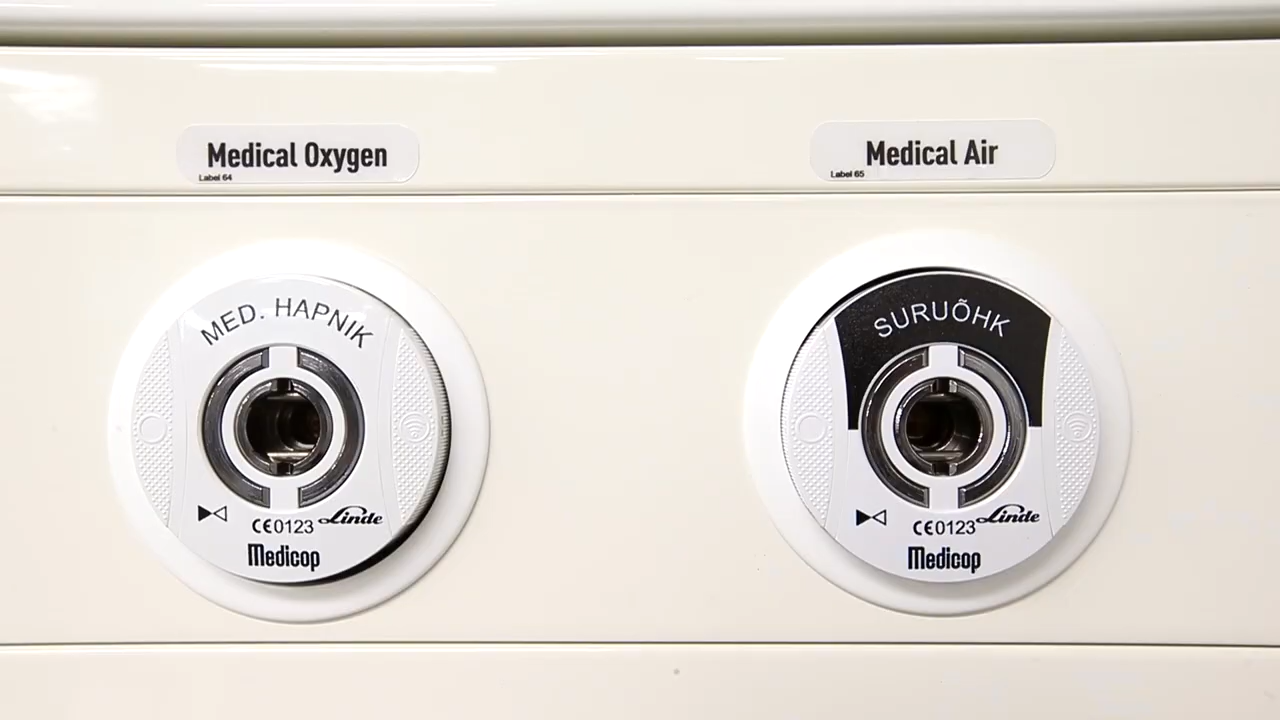 Medical Oxygen
Label 64
Medical Air
Label 65
MED. HAPNIK
CE0123 Linde
Medicop
SURUÕHK
CE0123 Linde
Medicop